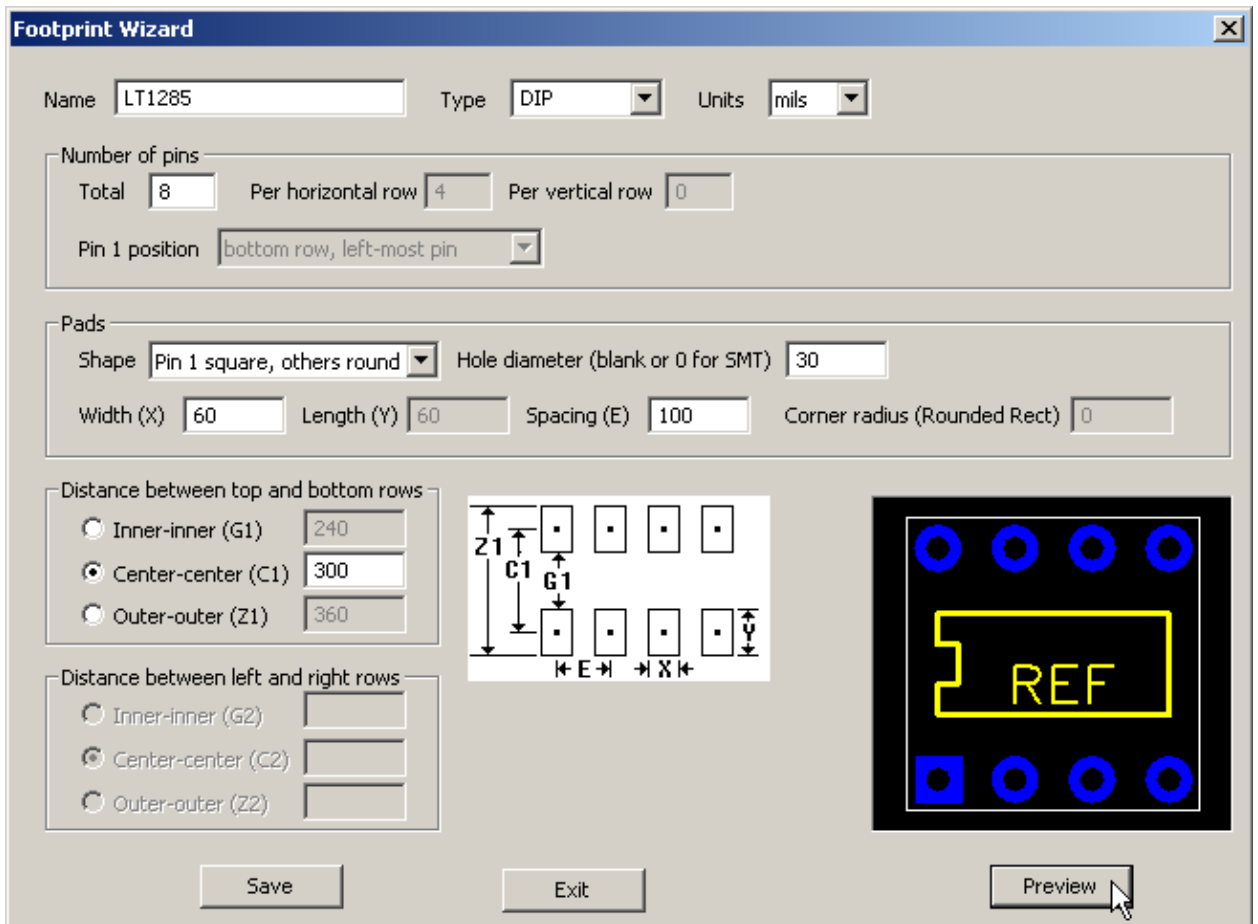 Footprint Wizard
Name LT1285 Type DIP Units mils
Number of pins
Total 8 Per horizontal row 4 Per vertical row 0
Pin 1 position bottom row, left-most pin
Pads
Shape Pin 1 square, others round Hole diameter (blank or 0 for SMT) 30
Width (X) 60 Length (Y) 60 Spacing (E) 100 Corner radius (Rounded Rect) 0
Distance between top and bottom rows
Inner-inner (G1) 240
Center-center (C1) 300
Outer-outer (Z1) 360
Z1 C1 G1 Y
E X
REF
Distance between left and right rows
Inner-inner (G2)
Center-center (C2)
Outer-outer (Z2)
Save Exit Preview